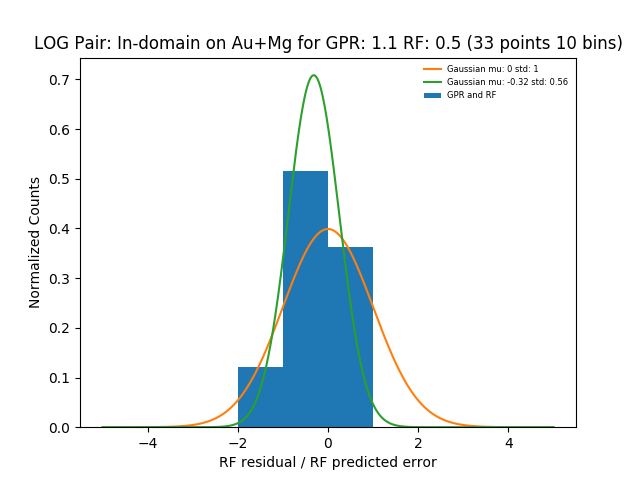 LOG Pair: In-domain on Au+Mg for GPR: 1.1 RF: 0.5 (33 points 10 bins)
Gaussian mu: 0 std: 1
Gaussian mu: -0.32 std: 0.56
GPR and RF
Normalized Counts
0.7
0.6
0.5
0.4
0.3
0.2
0.1
0.0
−4 −2 0 2 4
RF residual / RF predicted error